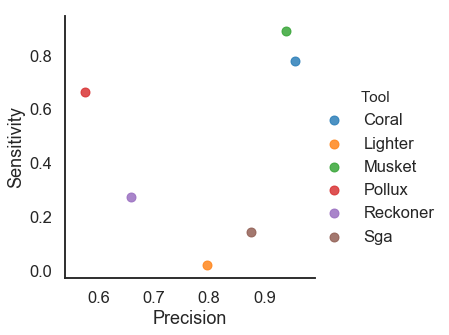 0.8
0.6
0.4
0.2
0.0
Sensitivity
0.6 0.7 0.8 0.9
Precision
Tool
Coral
Lighter
Musket
Pollux
Reckoner
Sga